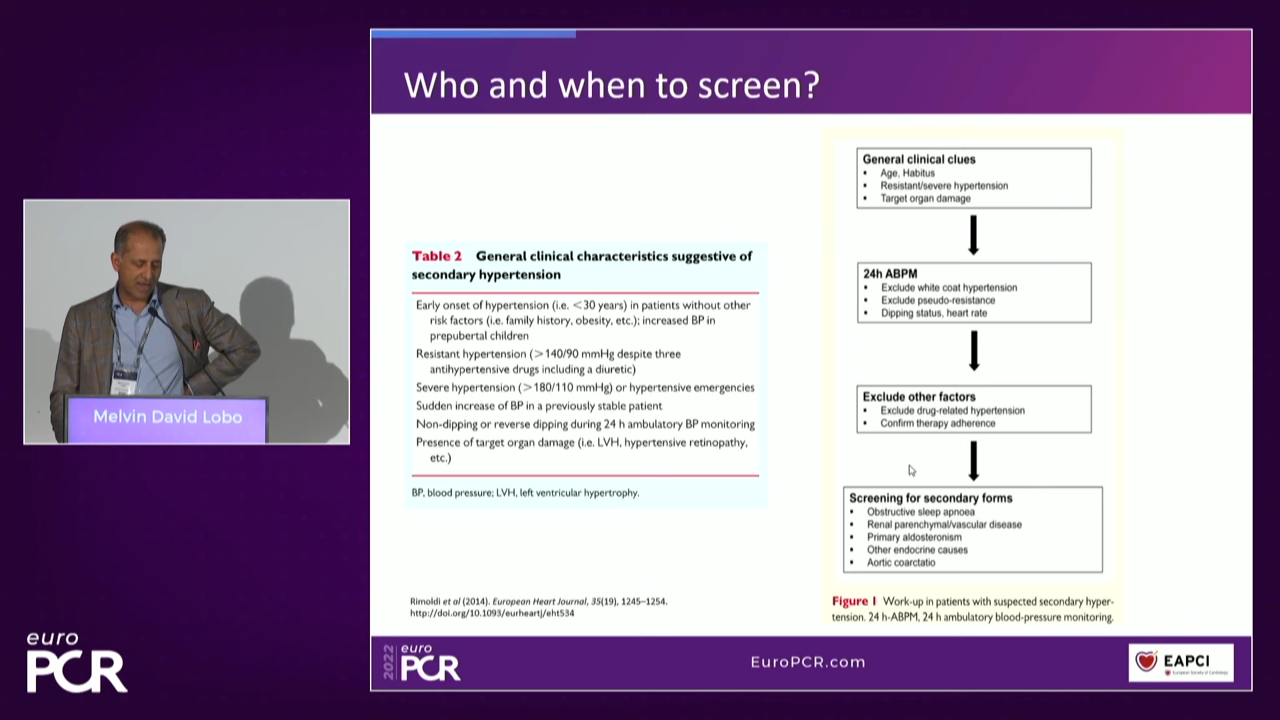 Who and when to screen?
Table 2 General clinical characteristics suggestive of
secondary hypertension
Early onset of hypertension (i.e. <30 years) in patients without other
risk factors (i.e. family history, obesity, etc.); increased BP in
prepubertal children
Resistant hypertension (>140/90 mmHg despite three
antihypertensive drugs including a diuretic)
Severe hypertension (>180/110 mmHg) or hypertensive emergencies
Sudden increase of BP in a previously stable patient
Non-dipping or reverse dipping during 24 h ambulatory BP monitoring
Presence of target organ damage (i.e. LVH, hypertensive retinopathy,
etc.)
BP, blood pressure; LVH, left ventricular hypertrophy.
Rimoldi et al (2014). European Heart Journal, 35(19), 1245–1254.
http://doi.org/10.1093/eurheartj/eht534
General clinical clues
• Age, Habitus
• Resistant/severe hypertension
• Target organ damage
24h ABPM
• Exclude white coat hypertension
• Exclude pseudo-resistance
• Dipping status, heart rate
Exclude other factors
• Exclude drug-related hypertension
• Confirm therapy adherence
Screening for secondary forms
• Obstructive sleep apnoea
• Renal parenchymal/vascular disease
• Primary aldosteronism
• Other endocrine causes
• Aortic coarctatio
Figure 1 Work-up in patients with suspected secondary hyper-
tension. 24 h-ABPM, 24 h ambulatory blood-pressure monitoring.
Melvin David Lobo
euro
PCR
2022
euro
PCR
EuroPCR.com
EAPCI
European Society of Cardiology